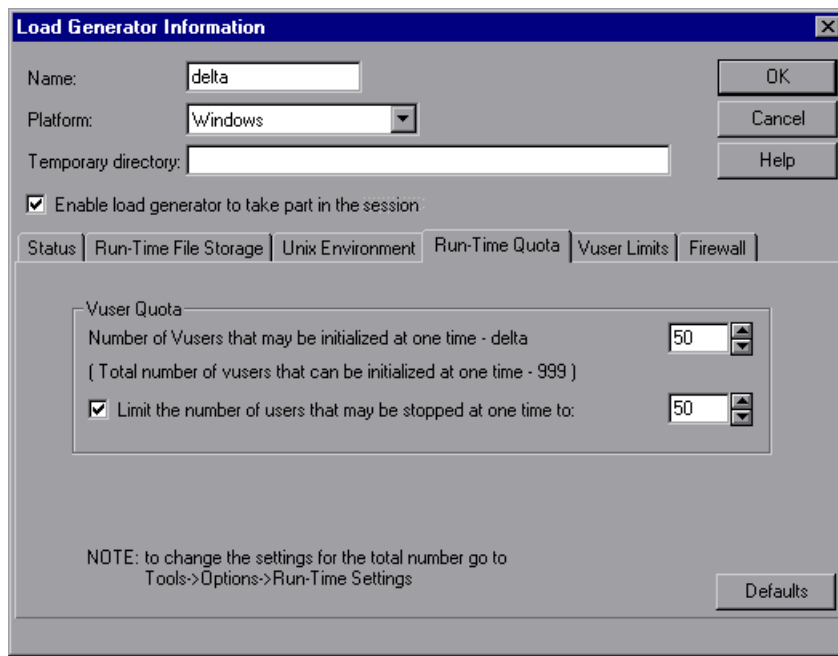 Load Generator Information
Name:
delta
OK
Platform:
Windows
Cancel
Temporary directory:
Help
Enable load generator to take part in the session
Status
Run-Time File Storage
Unix Environment
Run-Time Quota
Vuser Limits
Firewall
Vuser Quota
Number of Vusers that may be initialized at one time - delta
50
( Total number of vusers that can be initialized at one time - 999 )
Limit the number of users that may be stopped at one time to:
50
NOTE: to change the settings for the total number go to
Tools->Options->Run-Time Settings
Defaults